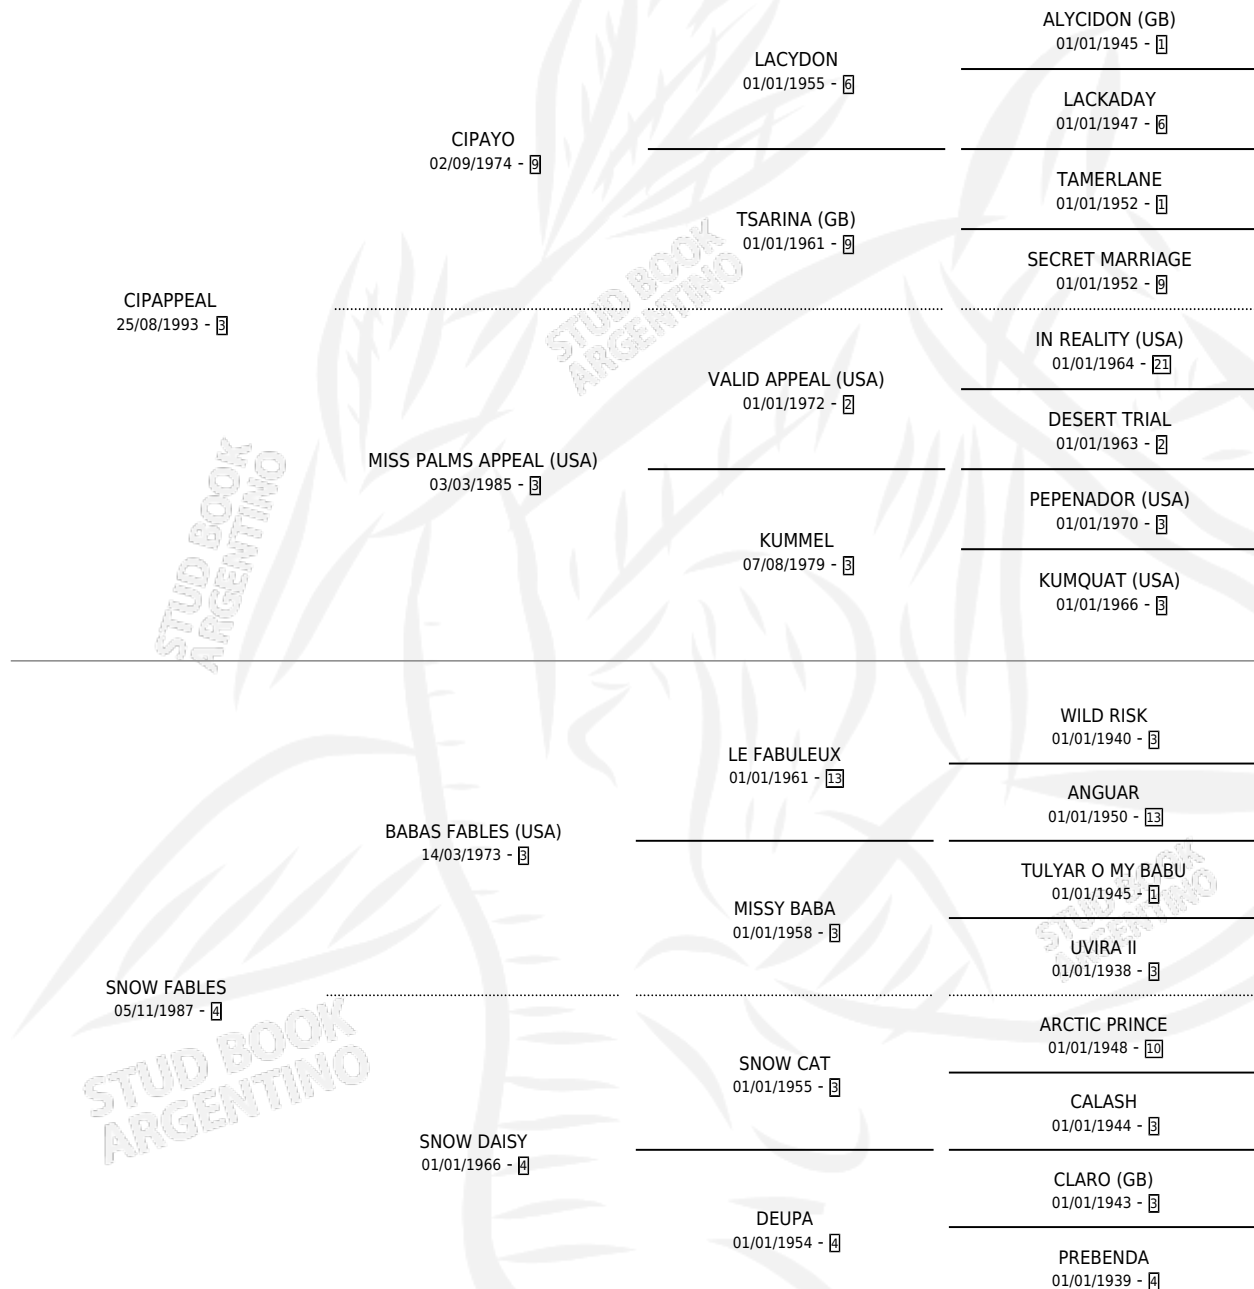 ALYCIDON (GB)
01/01/1945 - 1
LACYDON
01/01/1955 - 6
LACKADAY
01/01/1947 - 6
CIPAYO
02/09/1974 - 9
TAMERLANE
01/01/1952 - 1
TSARINA (GB)
01/01/1961 - 9
SECRET MARRIAGE
01/01/1952 - 9
CIPAPPEAL
25/08/1993 - 3
IN REALITY (USA)
01/01/1964 - 21
VALID APPEAL (USA)
01/01/1972 - 2
DESERT TRIAL
01/01/1963 - 2
MISS PALMS APPEAL (USA)
03/03/1985 - 3
PEPENADOR (USA)
01/01/1970 - 3
KUMMEL
07/08/1979 - 3
KUMQUAT (USA)
01/01/1966 - 3
WILD RISK
01/01/1940 - 3
LE FABULEUX
01/01/1961 - 13
ANGUAR
01/01/1950 - 13
BABAS FABLES (USA)
14/03/1973 - 3
TULYAR O MY BABU
01/01/1945 - 1
MISSY BABA
01/01/1958 - 3
UVIRA II
01/01/1938 - 3
SNOW FABLES
05/11/1987 - 4
ARCTIC PRINCE
01/01/1948 - 10
SNOW CAT
01/01/1955 - 3
CALASH
01/01/1944 - 3
SNOW DAISY
01/01/1966 - 4
CLARO (GB)
01/01/1943 - 3
DEUPA
01/01/1954 - 4
PREBENDA
01/01/1939 - 4
STUD BOOK
ARGENTINO
STUD BOOK
ARGENTINO
STUD BOOK
ARGENTINO
STUD BOOK
ARGENTINO